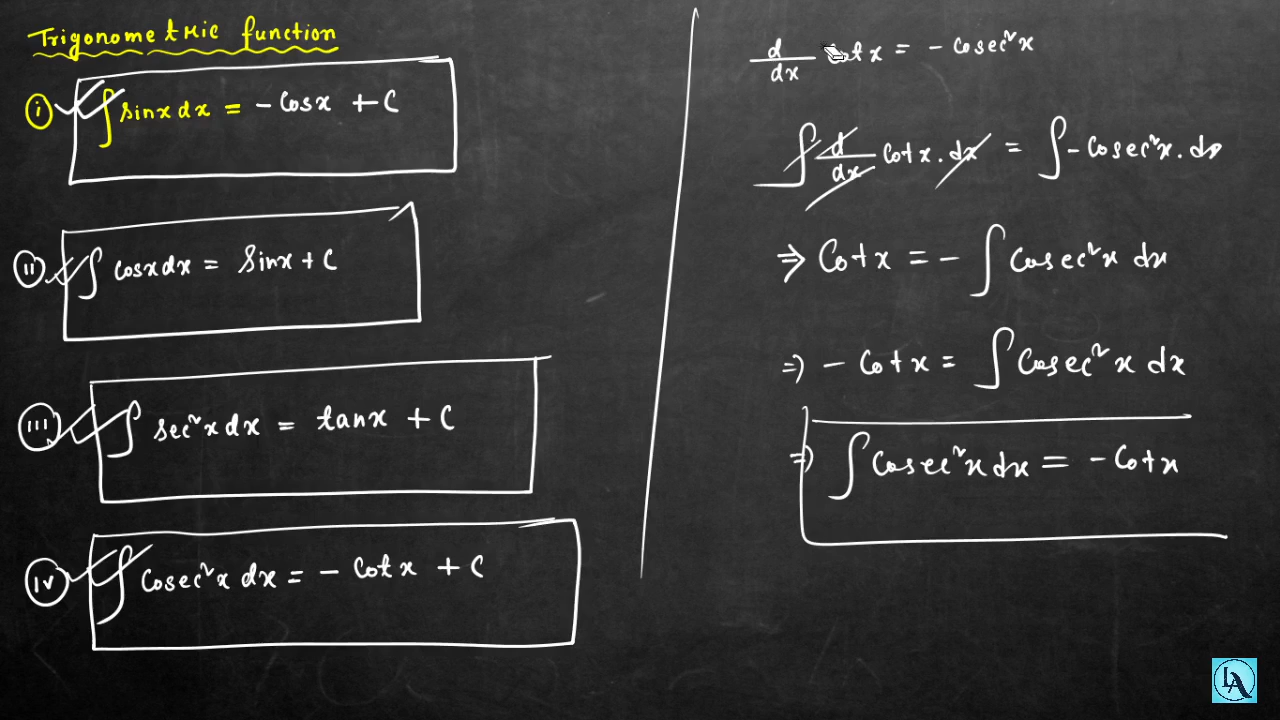 Trigonometric function
(i) ∫ sinx dx = - Cosx + C
(ii) ∫ cosx dx = Sinx + C
(iii) ∫ sec²x dx = tanx + C
(iv) ∫ Cosec²x dx = - Cotx + C
d/dx Cotx = - Cosec²x
∫ d/dx Cotx . dx = ∫ - Cosec²x . dx
⇒ Cotx = - ∫ Cosec²x dx
⇒ - Cotx = ∫ Cosec²x dx
⇒ ∫ Cosec²x dx = - Cotx
LA